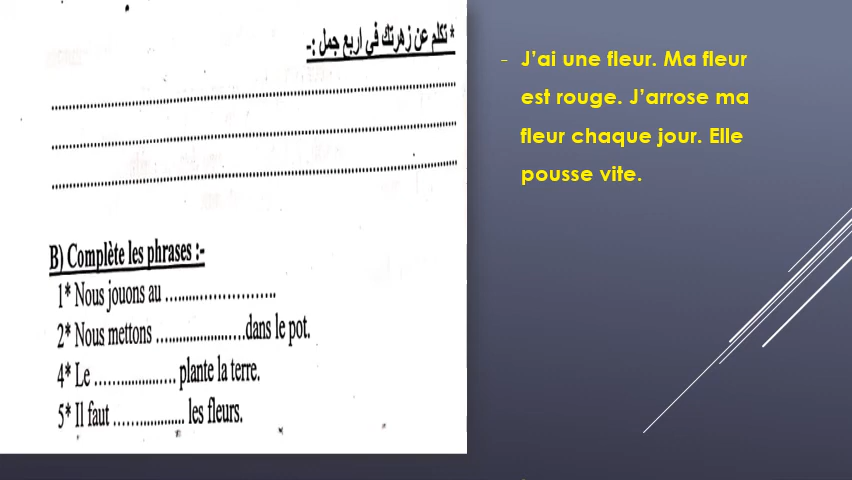 * تكلم عن زهرتك في اربع جمل :-
................................................................
................................................................
................................................................
B) Complète les phrases :-
1* Nous jouons au ........................
2* Nous mettons ......................dans le pot.
4* Le .................. plante la terre.
5* Il faut ................ les fleurs.
- J'ai une fleur. Ma fleur
est rouge. J'arrose ma
fleur chaque jour. Elle
pousse vite.